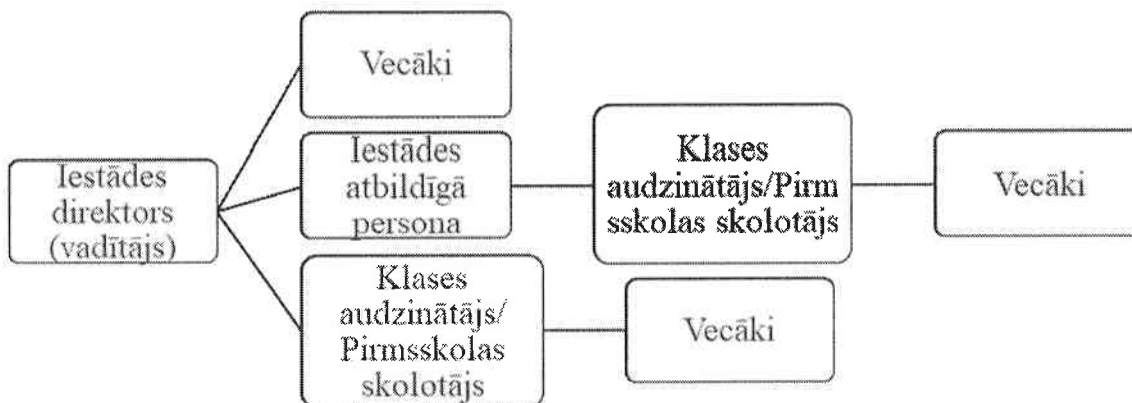 Iestādes
direktors
(vadītājs)
Vecāki
Iestādes
atbildīgā
persona
Klases
audzinātājs/Pirm
sskolas skolotājs
Vecāki
Klases
audzinātājs/
Pirmsskolas
skolotājs
Vecāki